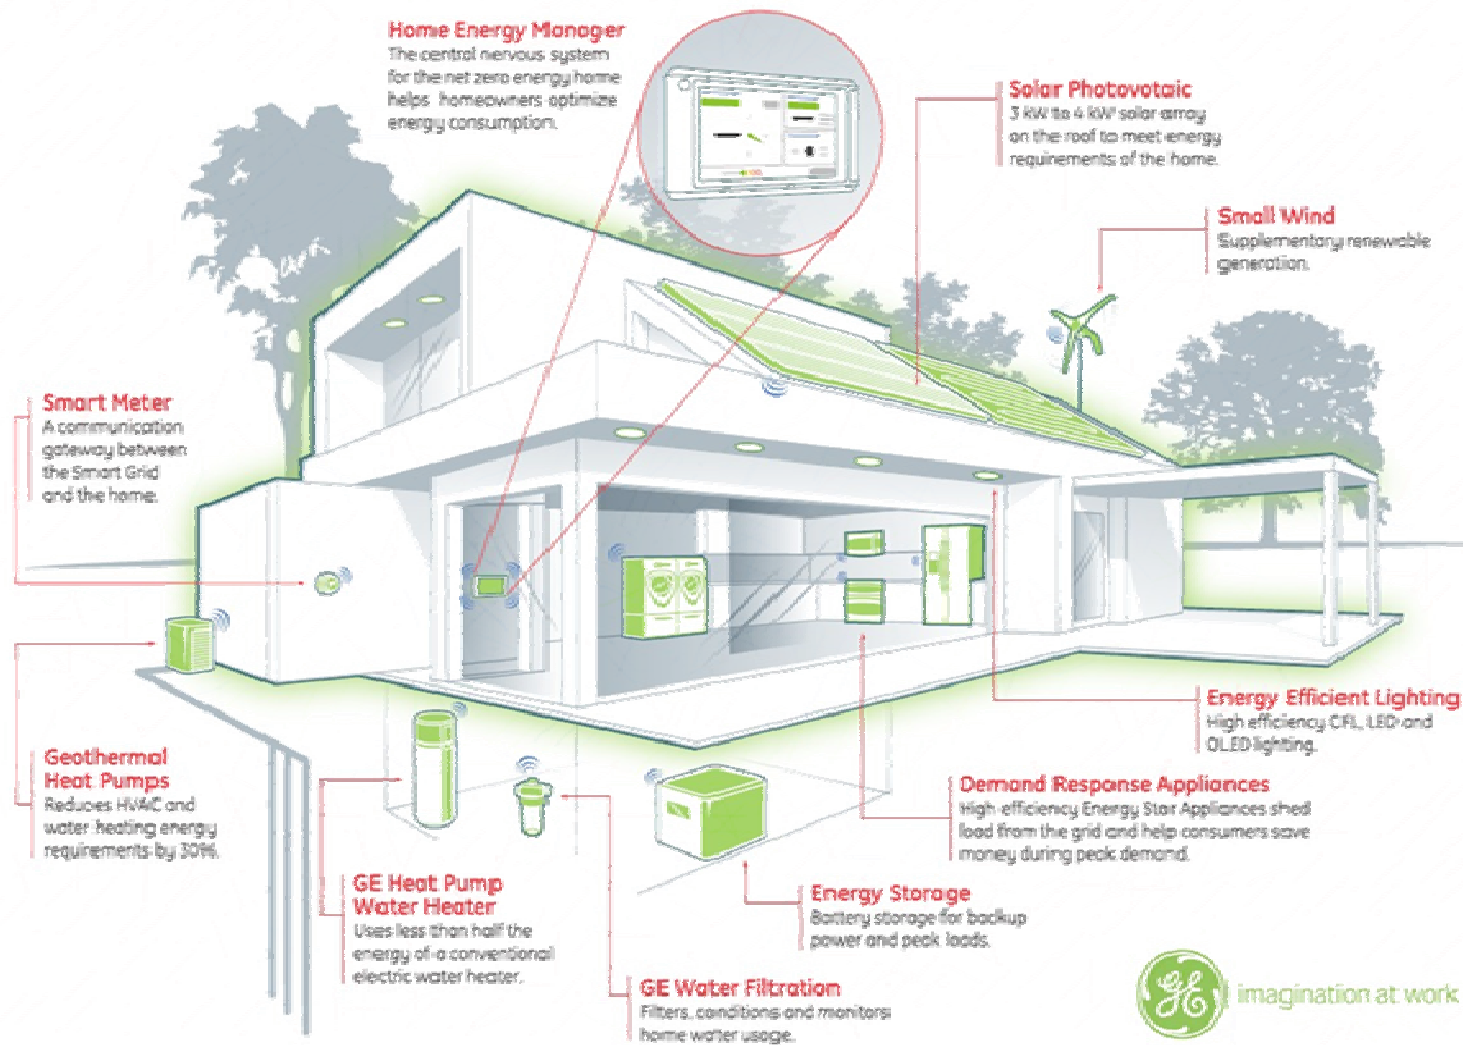 Home Energy Manager
The central nervous system
for the net zero energy home
helps homeowners optimize
energy consumption.
Solar Photovotaic
3 kW to 4 kW solar array
on the roof to meet energy
requirements of the home.
Small Wind
Supplementary renewable
generation.
Smart Meter
A communication
gateway between
the Smart Grid
and the home.
Geothermal
Heat Pumps
Reduces HVAC and
water heating energy
requirements by 30%.
GE Heat Pump
Water Heater
Uses less than half the
energy of a conventional
electric water heater.
GE Water Filtration
Filters, conditions and monitors
home water usage.
Energy Storage
Battery storage for backup
power and peak loads.
Demand Response Appliances
High-efficiency Energy Star Appliances shed
load from the grid and help consumers save
money during peak demand.
Energy Efficient Lighting
High efficiency CFL, LED and
OLED lighting.
GE
imagination at work